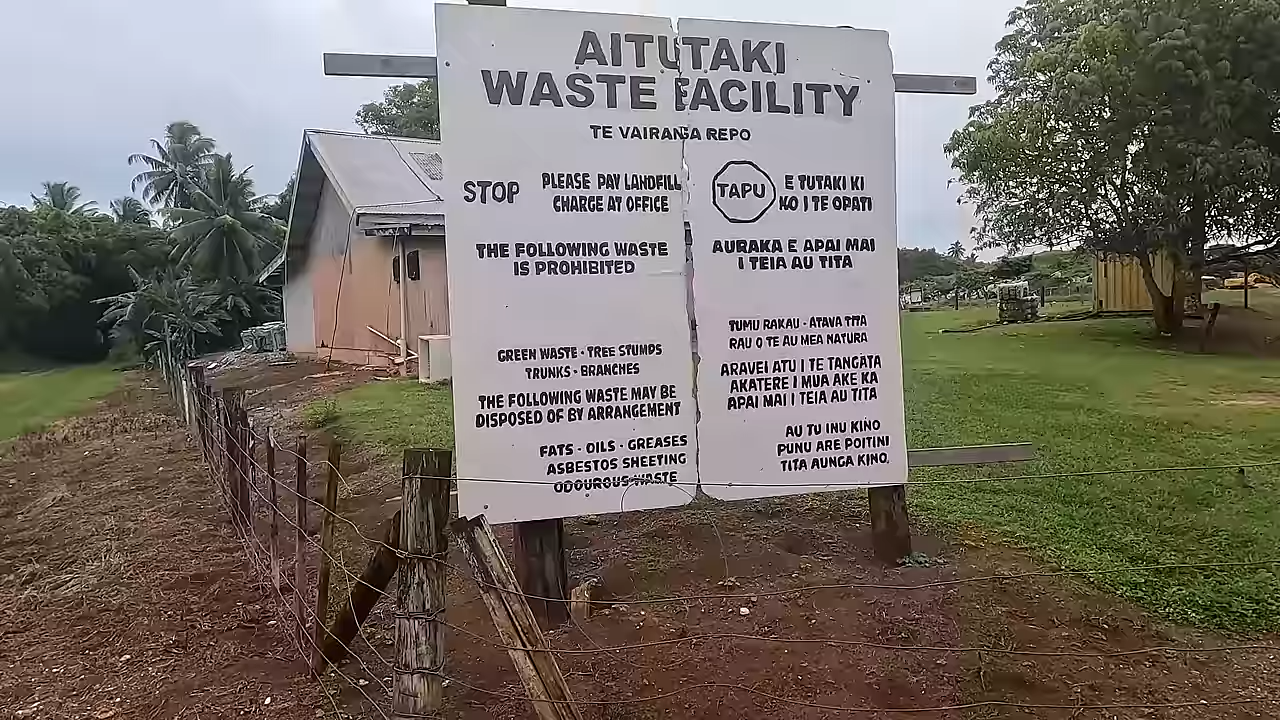 AITUTAKI
WASTE FACILITY
TE VAIRANGA REPO
STOP
PLEASE PAY LANDFILL
CHARGE AT OFFICE
THE FOLLOWING WASTE
IS PROHIBITED
GREEN WASTE - TREE STUMPS
TRUNKS - BRANCHES
THE FOLLOWING WASTE MAY BE
DISPOSED OF BY ARRANGEMENT
FATS - OILS - GREASES
ASBESTOS SHEETING
ODOUROUS WASTE
TAPU
E TUTAKI KI
KO I TE OPATI
AURAKA E APAI MAI
I TEIA AU TITA
TUMU RAKAU - ATAVA TITA
RAU O TE AU MEA NATURA
ARAVEI ATU I TE TANGATA
AKATERE I MUA AKE KA
APAI MAI I TEIA AU TITA
AU TU INU KINO
PUNU ARE POITINI
TITA AUNGA KINO.